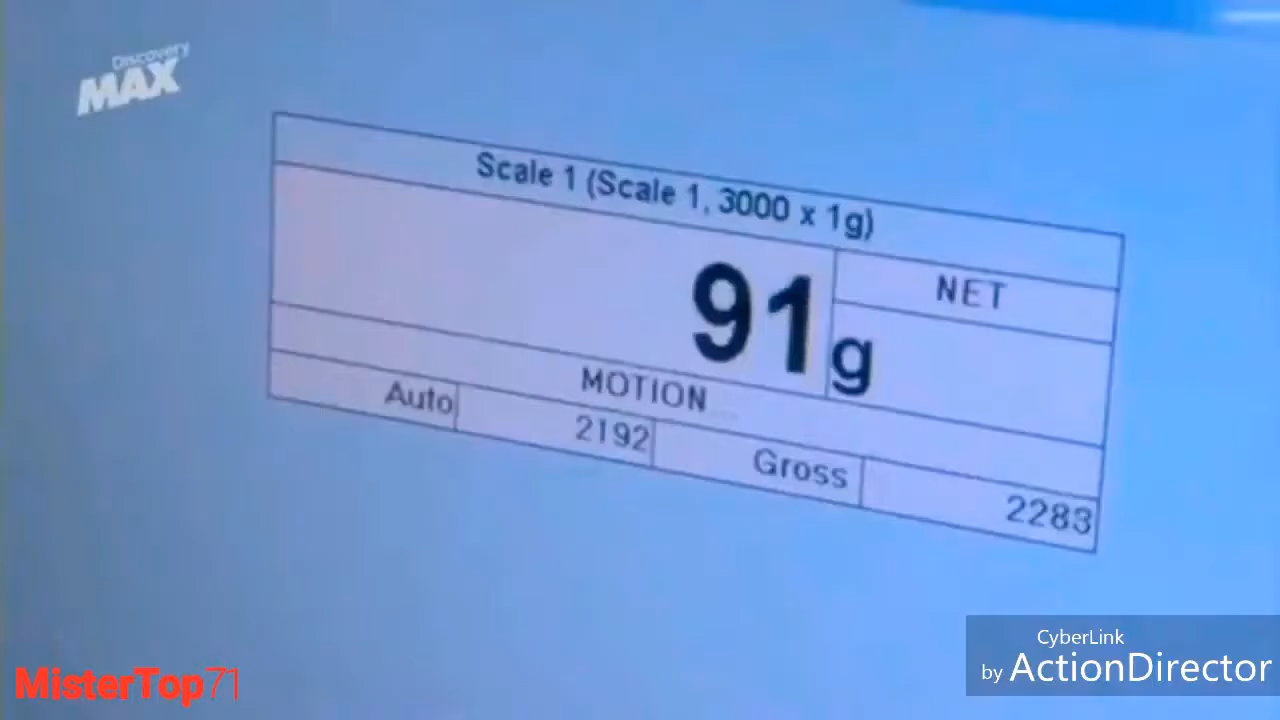 Discovery
MAX
Scale 1 (Scale 1, 3000 x 1g)
91g
NET
MOTION
Auto
2192
Gross
2283
MisterTop71
CyberLink
by ActionDirector